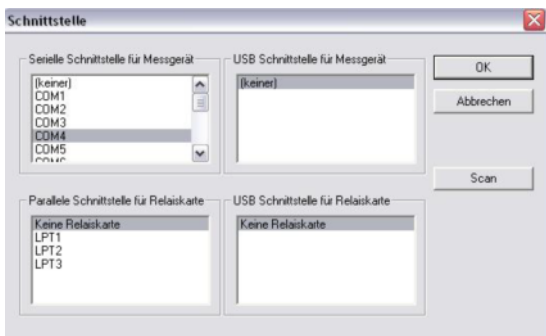 Schnittstelle
Serielle Schnittstelle für Messgerät
(keiner)
COM1
COM2
COM3
COM4
COM5
USB Schnittstelle für Messgerät
(keiner)
OK
Abbrechen
Scan
Parallele Schnittstelle für Relaiskarte
Keine Relaiskarte
LPT1
LPT2
LPT3
USB Schnittstelle für Relaiskarte
Keine Relaiskarte